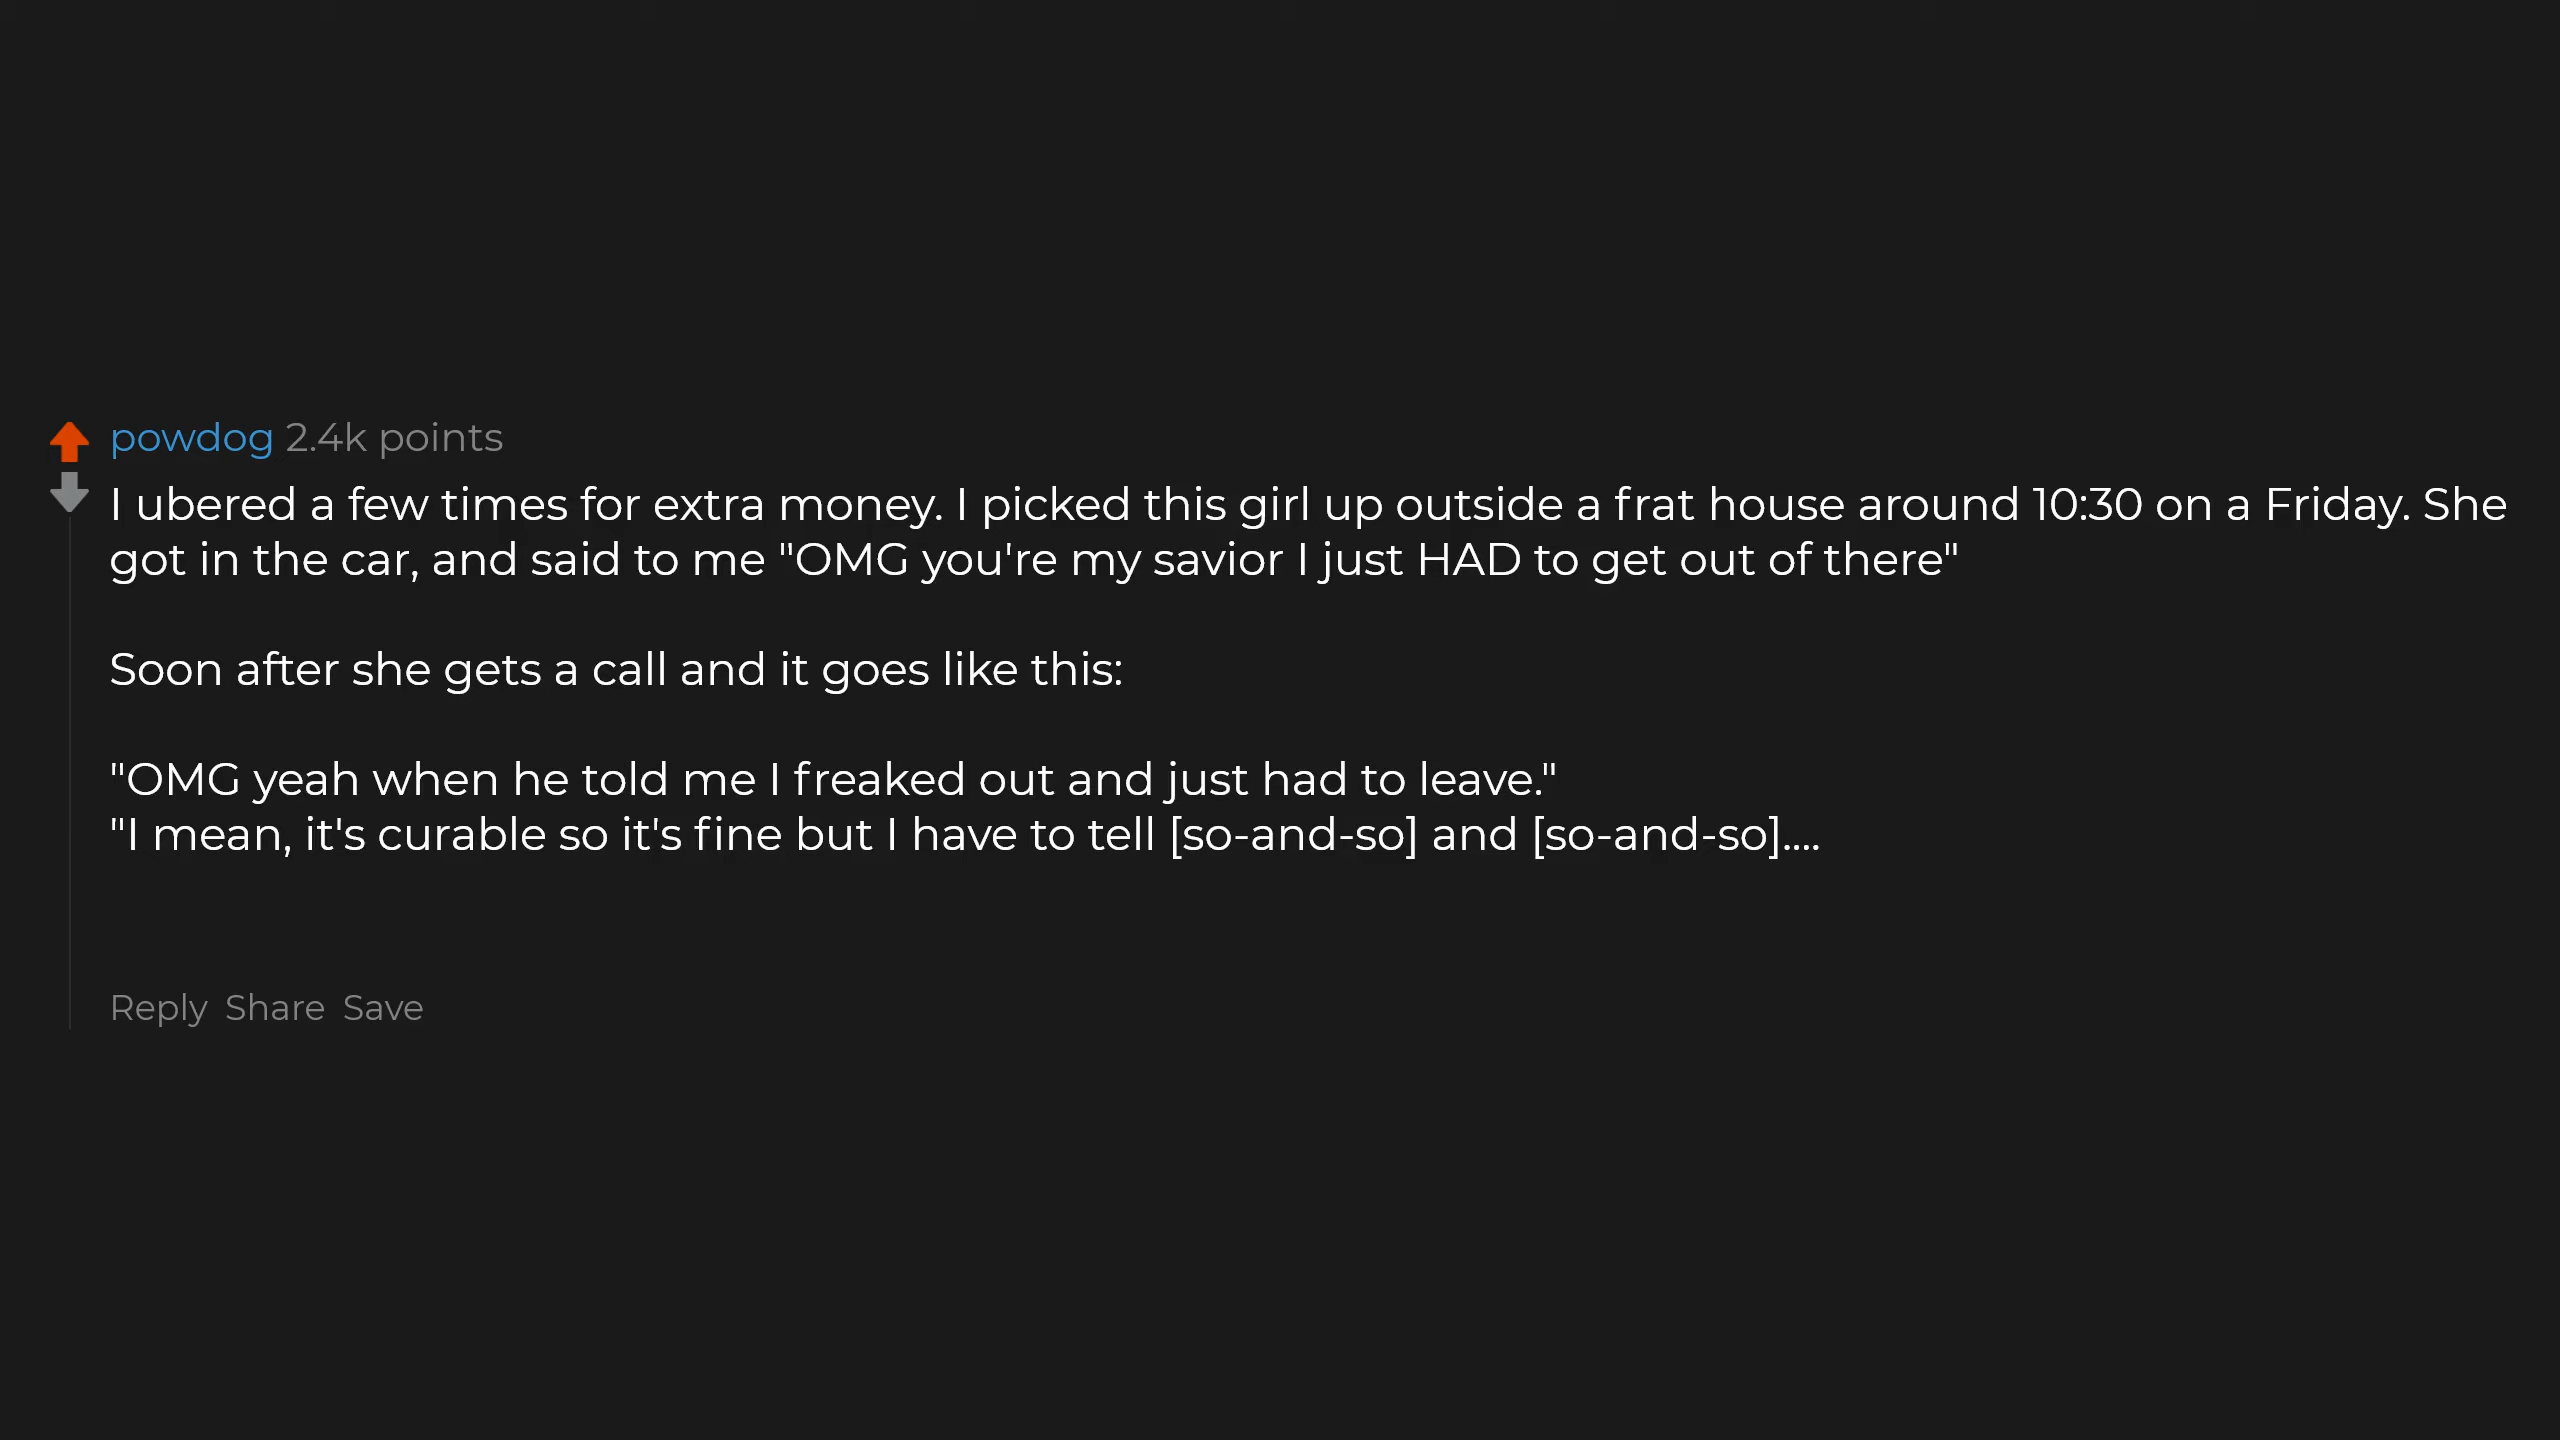 powdog 2.4k points
I ubered a few times for extra money. I picked this girl up outside a frat house around 10:30 on a Friday. She
got in the car, and said to me "OMG you're my savior I just HAD to get out of there"
Soon after she gets a call and it goes like this:
"OMG yeah when he told me I freaked out and just had to leave."
"I mean, it's curable so it's fine but I have to tell [so-and-so] and [so-and-so]....
Reply Share Save